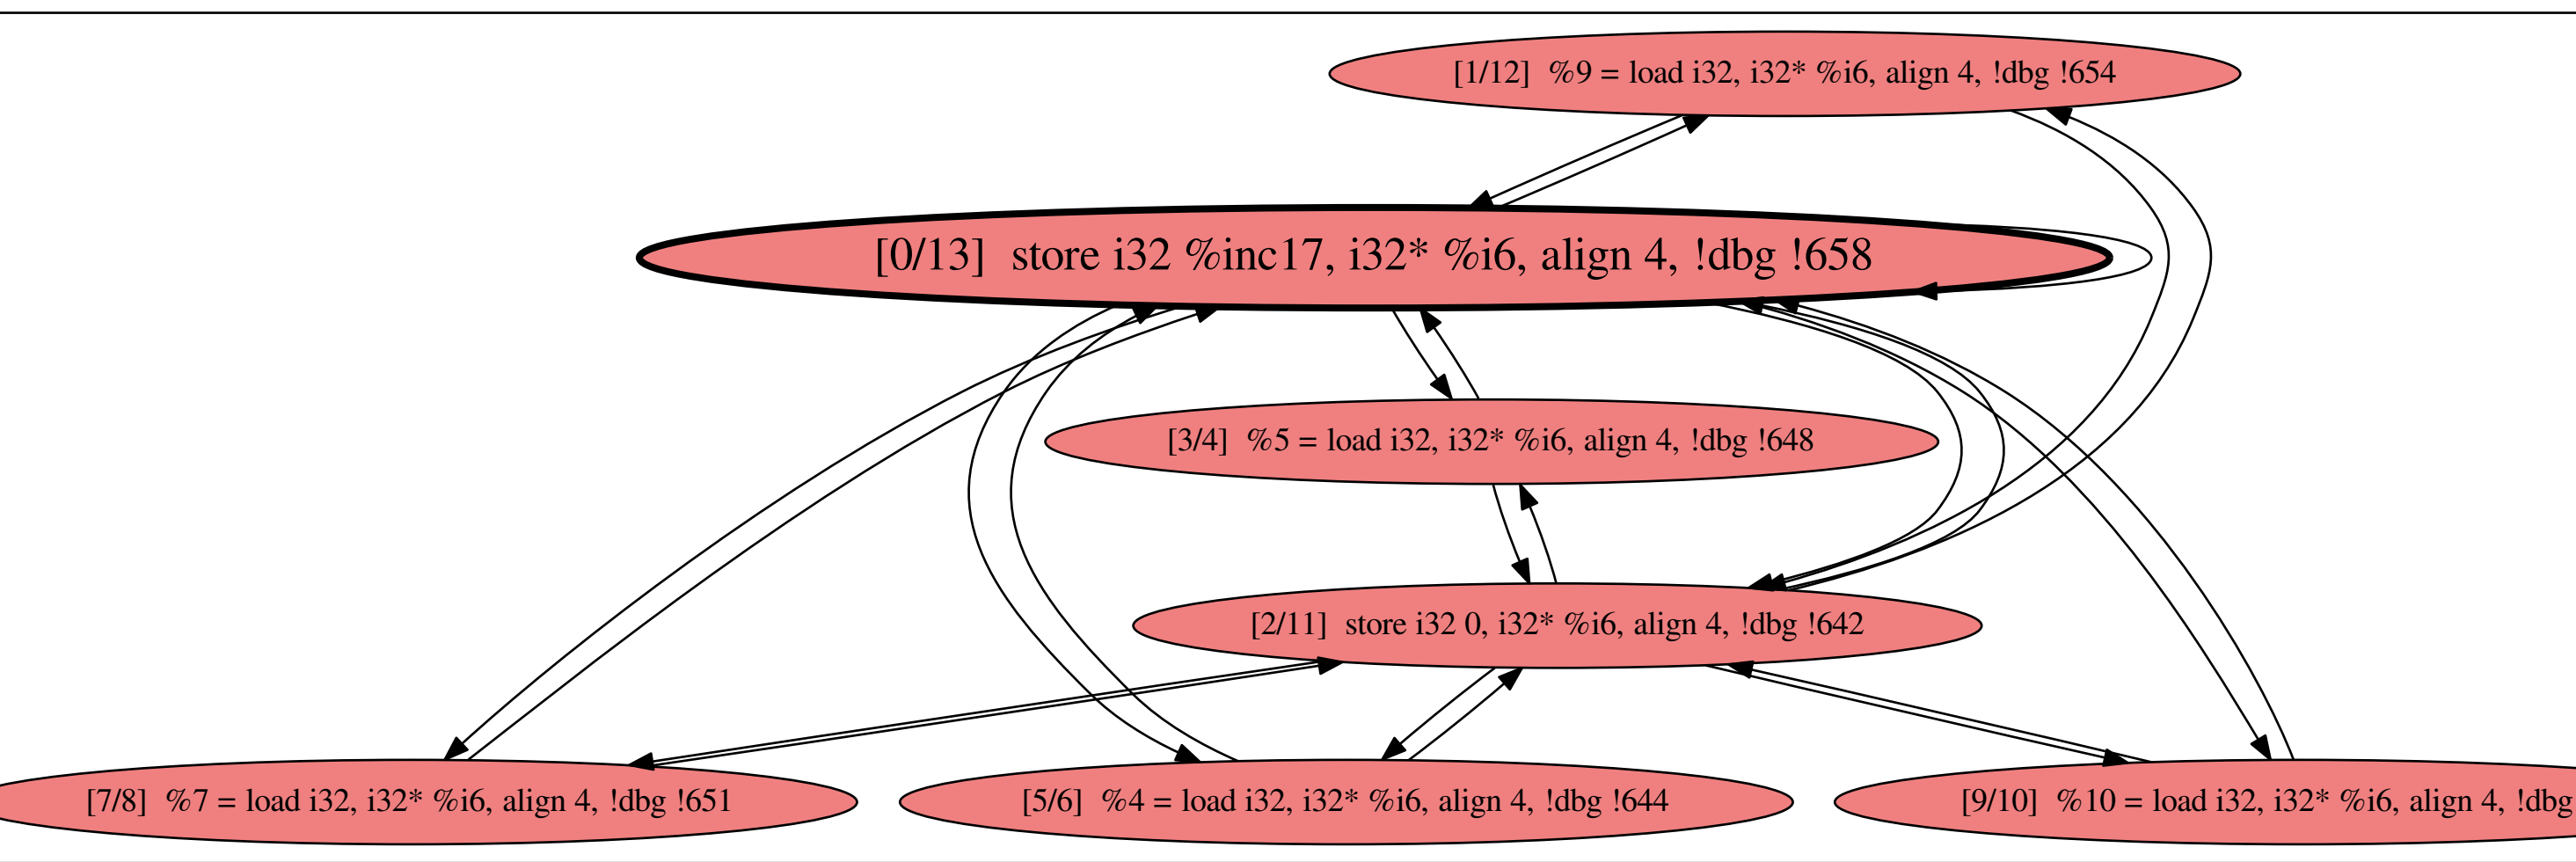 [1/12] %9 = load i32, i32* %i6, align 4, !dbg !654
[0/13] store i32 %inc17, i32* %i6, align 4, !dbg !658
[3/4] %5 = load i32, i32* %i6, align 4, !dbg !648
[2/11] store i32 0, i32* %i6, align 4, !dbg !642
[7/8] %7 = load i32, i32* %i6, align 4, !dbg !651
[5/6] %4 = load i32, i32* %i6, align 4, !dbg !644
[9/10] %10 = load i32, i32* %i6, align 4, !dbg